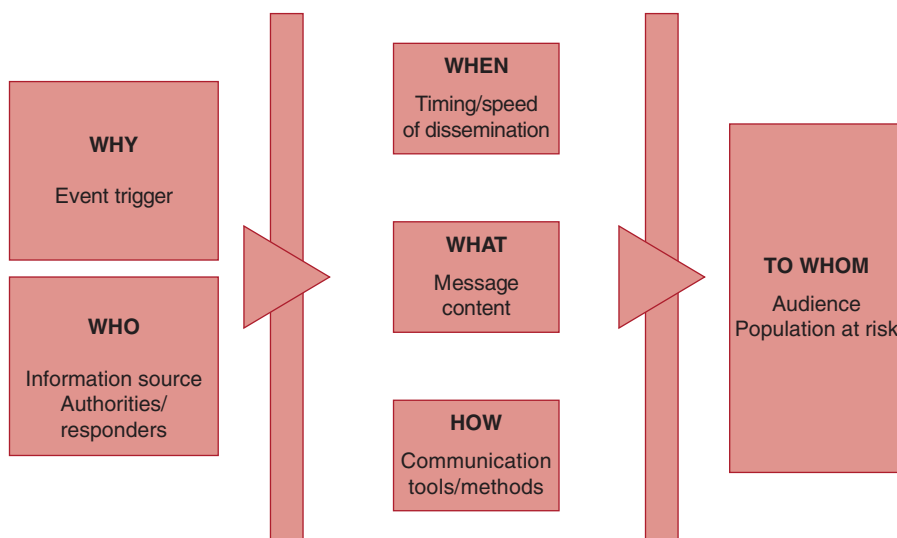 WHY
Event trigger
WHO
Information source
Authorities/
responders
WHEN
Timing/speed
of dissemination
WHAT
Message
content
HOW
Communication
tools/methods
TO WHOM
Audience
Population at risk